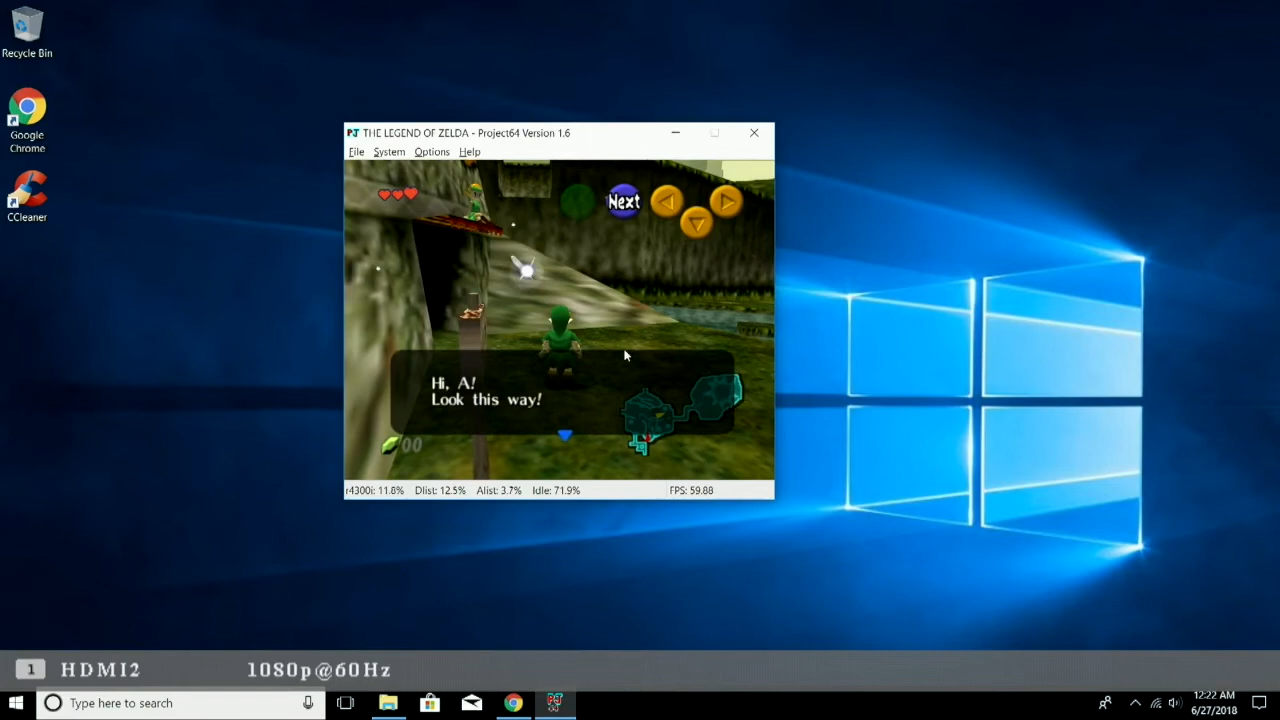 Recycle Bin
Google
Chrome
CCleaner
THE LEGEND OF ZELDA - Project64 Version 1.6
File System Options Help
Next
Hi, A!
Look this way!
00
r4300i: 11.8% Dlist: 12.5% Alist: 3.7% Idle: 71.9% FPS: 59.88
1 HDMI2 1080p@60Hz
Type here to search
12:22 AM
6/27/2018